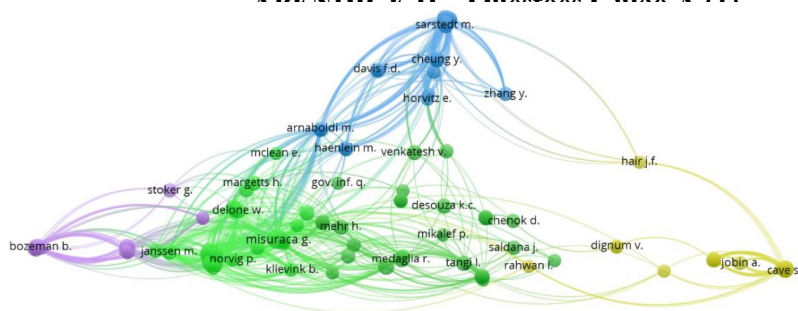 sarstedt m.
cheung y.
davis f.d.
zhang y.
horvitz e.
arnaboldi m.
haenlein m.
venkatesh v.
mclean e.
hair j.f.
margetts h.
gov. inf. q.
stoker g.
desouza k.c.
delone w.
chenok d.
mehr h.
mikalef p.
misuraca g.
bozeman b.
janssen m.
saldana j.
dignum v.
norvig p.
medaglia r.
klievink b.
tangi l.
rahwan i.
jobin a.
cave s